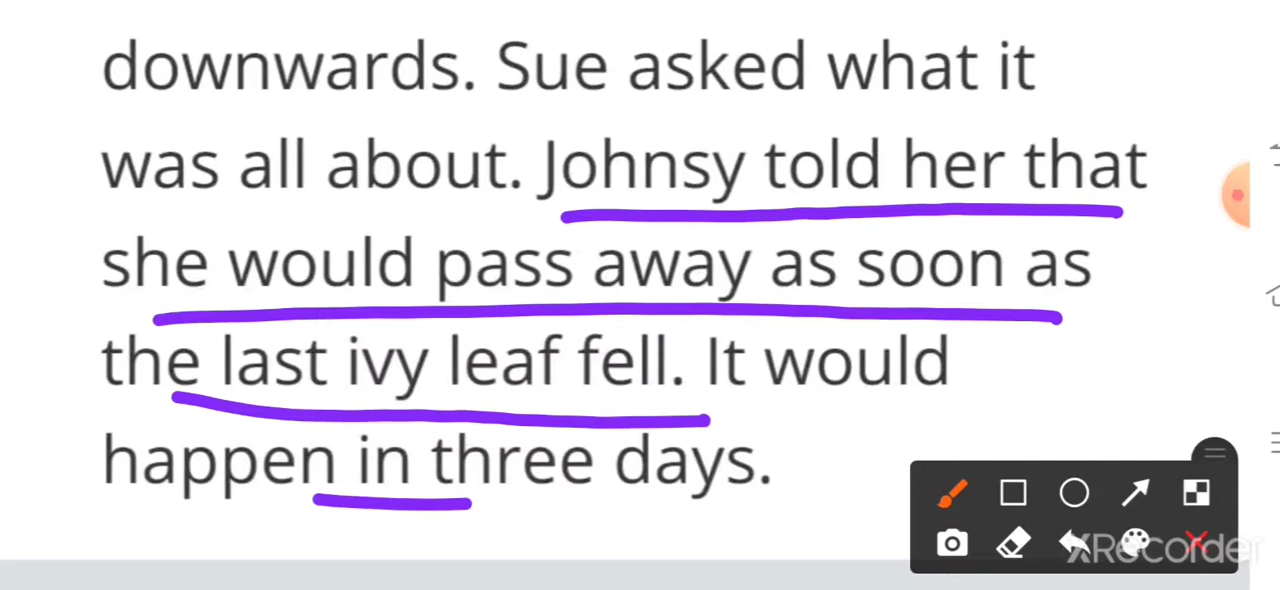 downwards. Sue asked what it
was all about. Johnsy told her that
she would pass away as soon as
the last ivy leaf fell. It would
happen in three days.
XRecorder